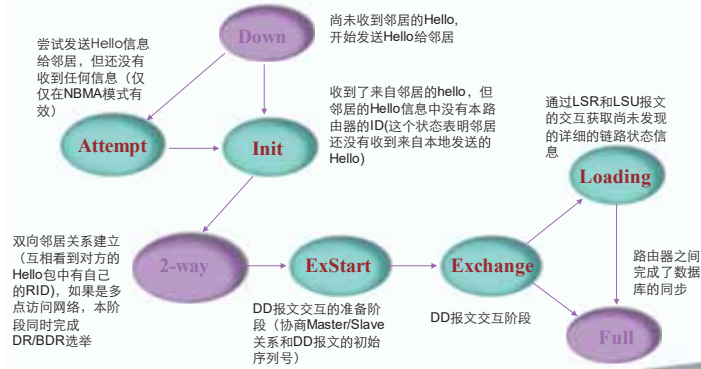 Down
尚未收到邻居的Hello,
开始发送Hello给邻居
尝试发送Hello信息
给邻居，但还没有
收到任何信息（仅
仅在NBMA模式有
效）
收到了来自邻居的hello，但
邻居的Hello信息中没有本路
由器的ID(这个状态表明邻居
还没有收到来自本地发送的
Hello)
通过LSR和LSU报文
的交互获取尚未发现
的详细的链路状态信
息
Attempt
Init
Loading
双向邻居关系建立
（互相看到对方的
Hello包中有自己
的RID)，如果是多
点访问网络，本阶
段同时完成
DR/BDR选举
2-way
ExStart
Exchange
路由器之间
完成了数据
库的同步
DD报文交互的准备阶
段（协商Master/Slave
关系和DD报文的初始
序列号）
DD报文交互阶段
Full